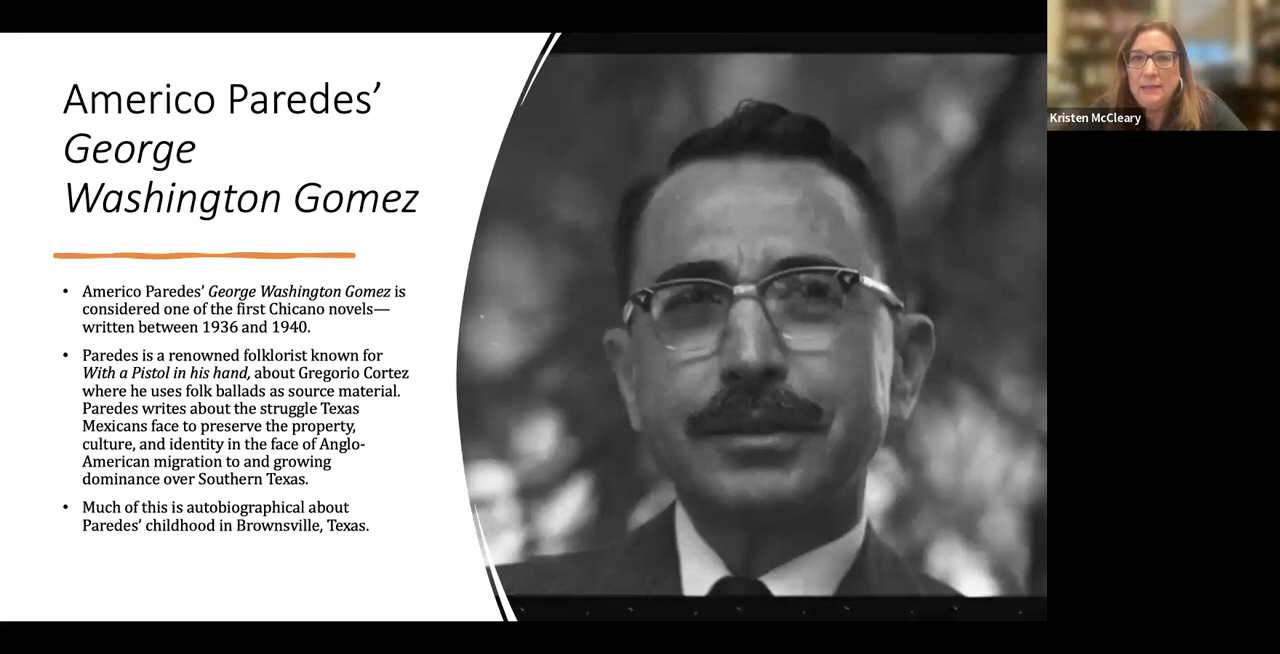 Americo Paredes’
George
Washington Gomez
• Americo Paredes’ George Washington Gomez is
considered one of the first Chicano novels—
written between 1936 and 1940.
• Paredes is a renowned folklorist known for
With a Pistol in his hand, about Gregorio Cortez
where he uses folk ballads as source material.
Paredes writes about the struggle Texas
Mexicans face to preserve the property,
culture, and identity in the face of Anglo-
American migration to and growing
dominance over Southern Texas.
• Much of this is autobiographical about
Paredes’ childhood in Brownsville, Texas.
Kristen McCleary